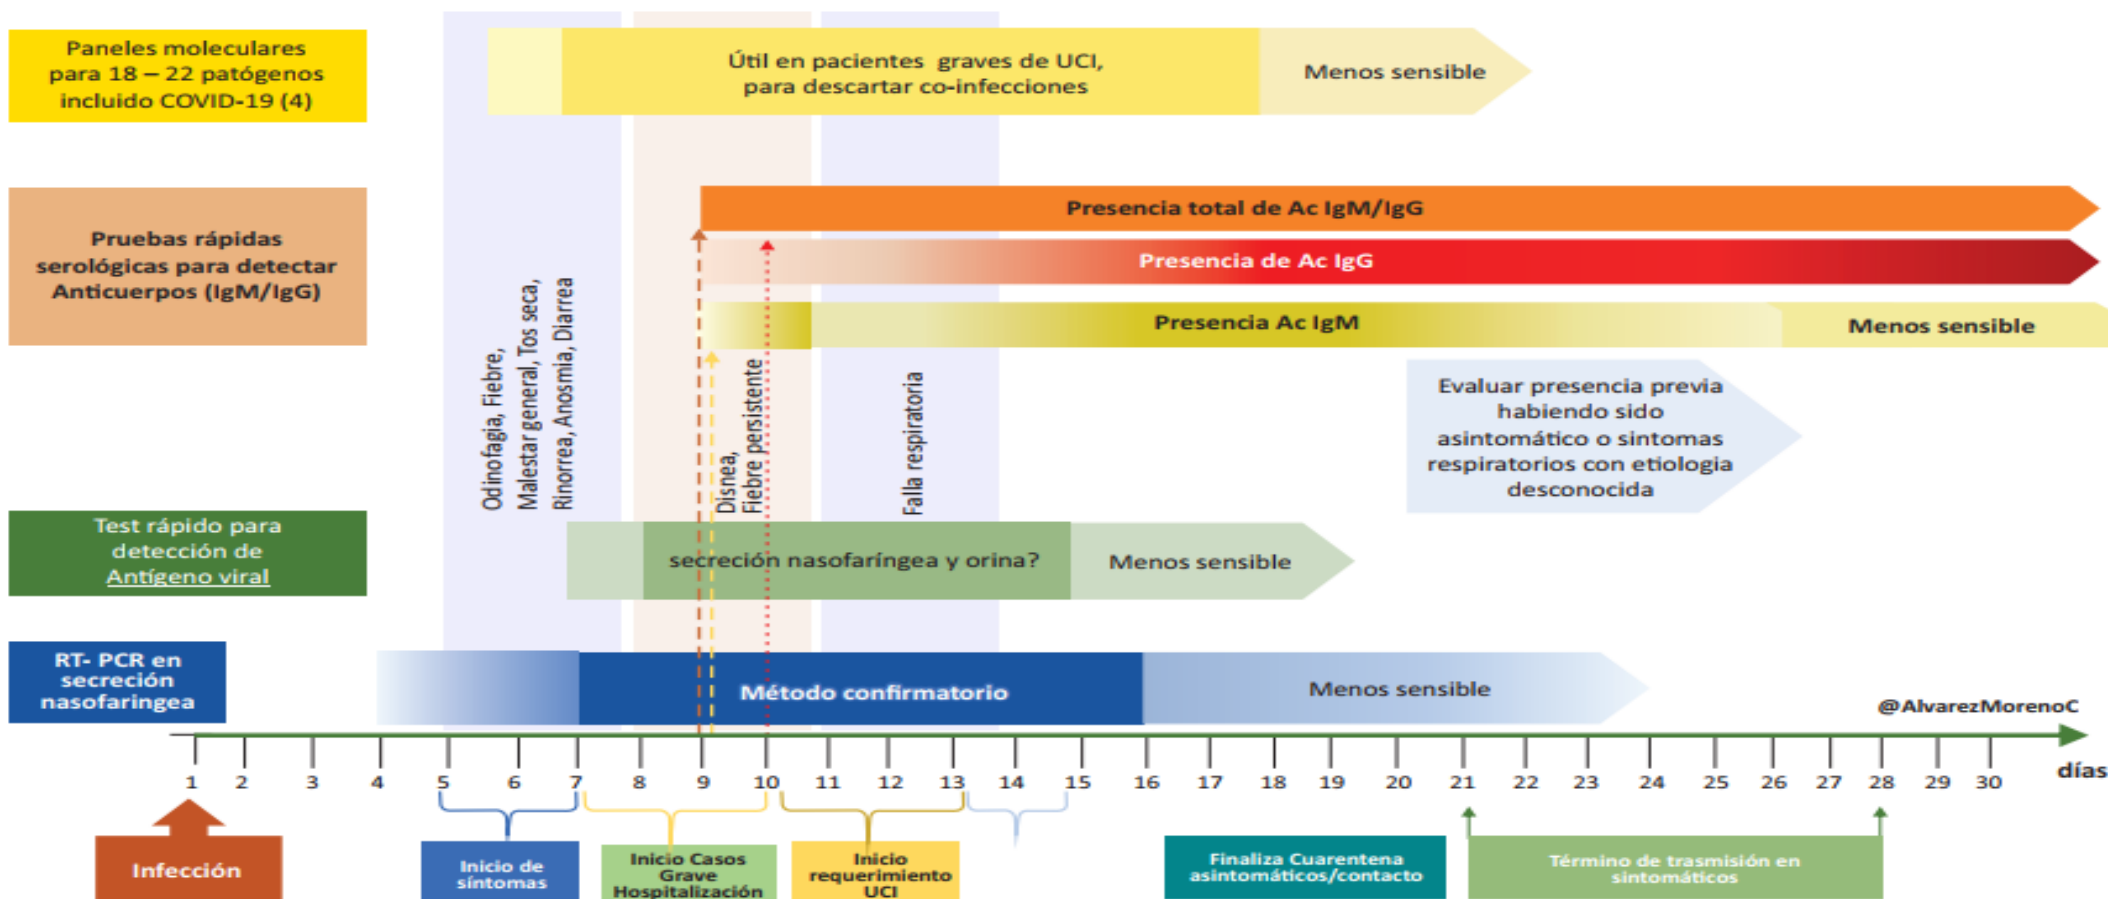 Paneles moleculares
para 18 – 22 patógenos
incluido COVID-19 (4)
Útil en pacientes graves de UCI,
para descartar co-infecciones
Menos sensible
Pruebas rápidas
serológicas para detectar
Anticuerpos (IgM/IgG)
Presencia total de Ac IgM/IgG
Presencia de Ac IgG
Presencia Ac IgM
Menos sensible
Odinofagia, Fiebre,
Malestar general, Tos seca,
Rinorrea, Anosmia, Diarrea
Disnea,
Fiebre persistente
Falla respiratoria
Evaluar presencia previa
habiendo sido
asintomático o sintomas
respiratorios con etiologia
desconocida
Test rápido para
detección de
Antígeno viral
secreción nasofaríngea y orina?
Menos sensible
RT- PCR en
secreción
nasofaringea
Método confirmatorio
Menos sensible
@AlvarezMorenoC
1 2 3 4 5 6 7 8 9 10 11 12 13 14 15 16 17 18 19 20 21 22 23 24 25 26 27 28 29 30 días
Infección
Inicio de
síntomas
Inicio Casos
Grave
Hospitalización
Inicio
requerimiento
UCI
Finaliza Cuarentena
asintomáticos/contacto
Término de trasmisión en
sintomáticos